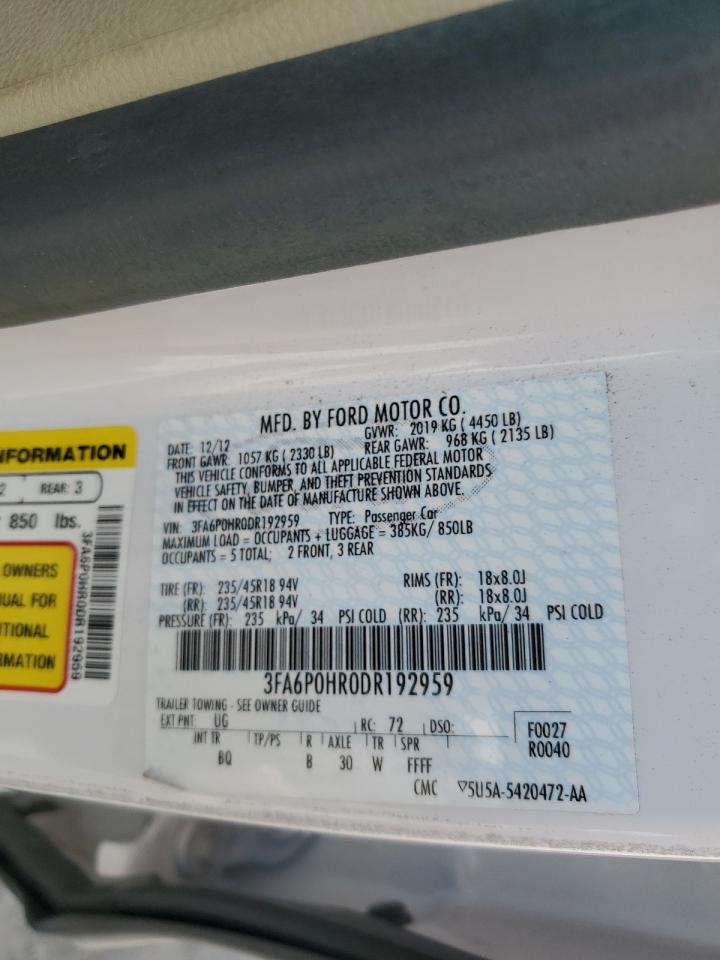 MFD. BY FORD MOTOR CO.
DATE: 12/12 GVWR: 2019 KG ( 4450 LB)
FRONT GAWR: 1057 KG ( 2330 LB) REAR GAWR: 968 KG ( 2135 LB)
THIS VEHICLE CONFORMS TO ALL APPLICABLE FEDERAL MOTOR
VEHICLE SAFETY, BUMPER, AND THEFT PREVENTION STANDARDS
IN EFFECT ON THE DATE OF MANUFACTURE SHOWN ABOVE.
VIN: 3FA6P0HR0DR192959 TYPE: Passenger Car
MAXIMUM LOAD = OCCUPANTS + LUGGAGE = 385KG/ 850LB
OCCUPANTS = 5 TOTAL; 2 FRONT, 3 REAR
TIRE (FR): 235/45R18 94V RIMS (FR): 18x8.0J
(RR): 235/45R18 94V (RR): 18x8.0J
PRESSURE (FR): 235 kPa/ 34 PSI COLD (RR): 235 kPa/ 34 PSI COLD
3FA6P0HR0DR192959
TRAILER TOWING - SEE OWNER GUIDE
EXT PNT: UG RC: 72 DSO: F0027
R0040
INT TR TP/PS R AXLE TR SPR
BQ B 30 W FFFF
CMC 5U5A-5420472-AA
NFORMATION
2 REAR: 3
850 lbs.
OWNERS
UAL FOR
ITIONAL
RMATION
3FA6P0HR0DR192959